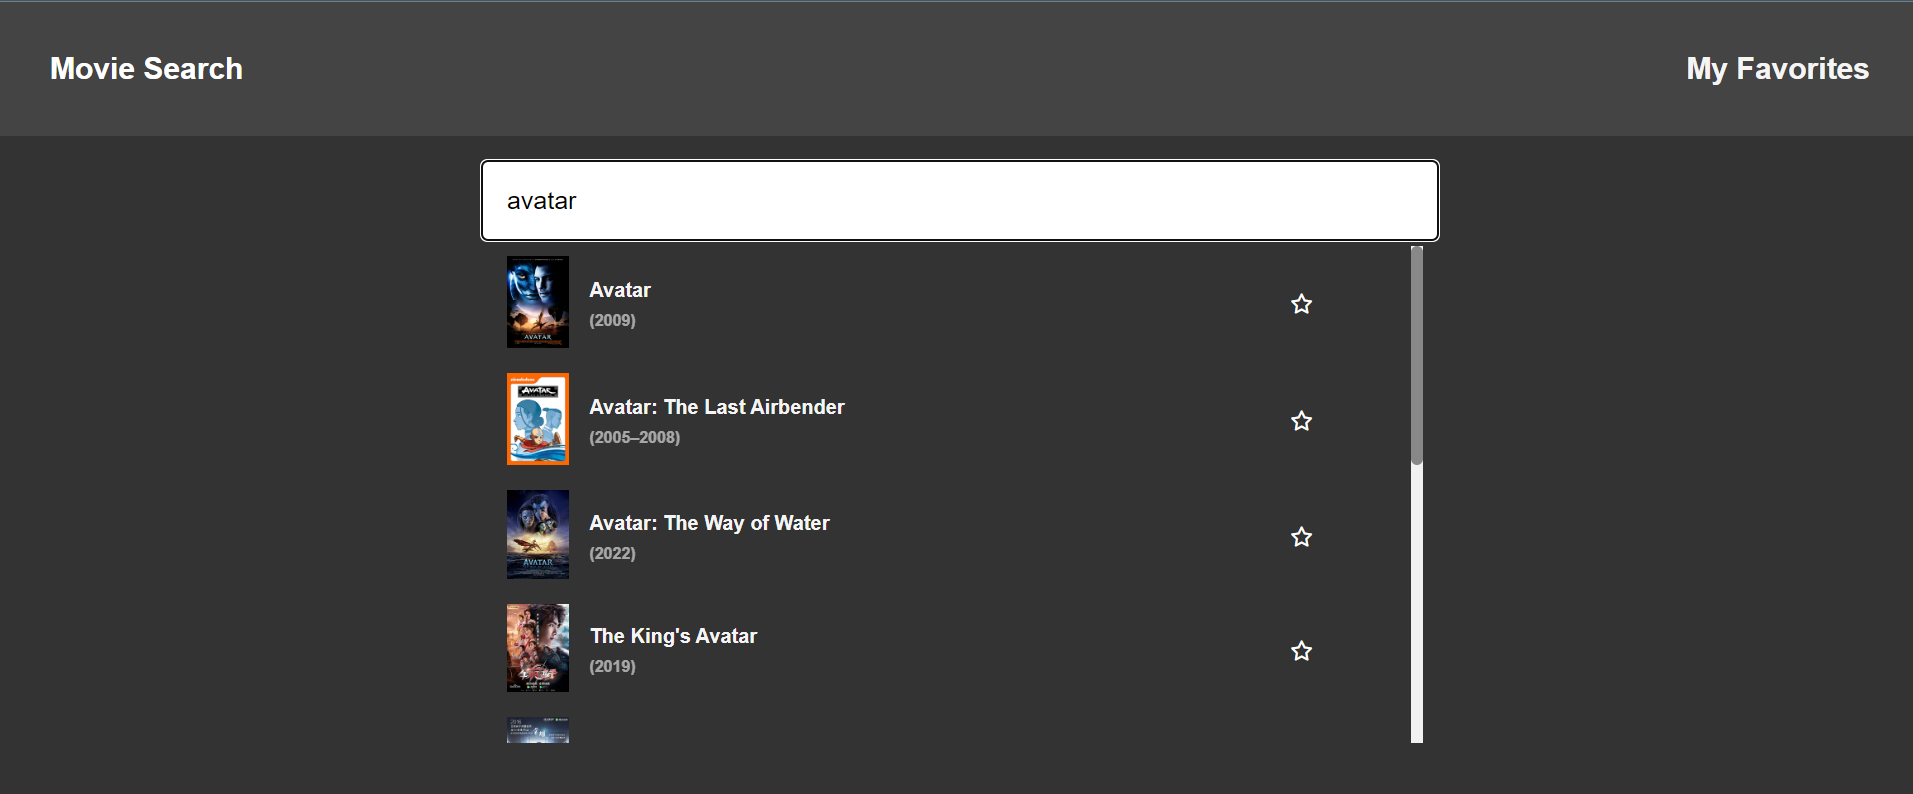 Movie Search
My Favorites
avatar
AVATAR
Avatar
(2009)
nickelodeon
AVATAR
Avatar: The Last Airbender
(2005–2008)
AVATAR
Avatar: The Way of Water
(2022)
The King's Avatar
(2019)